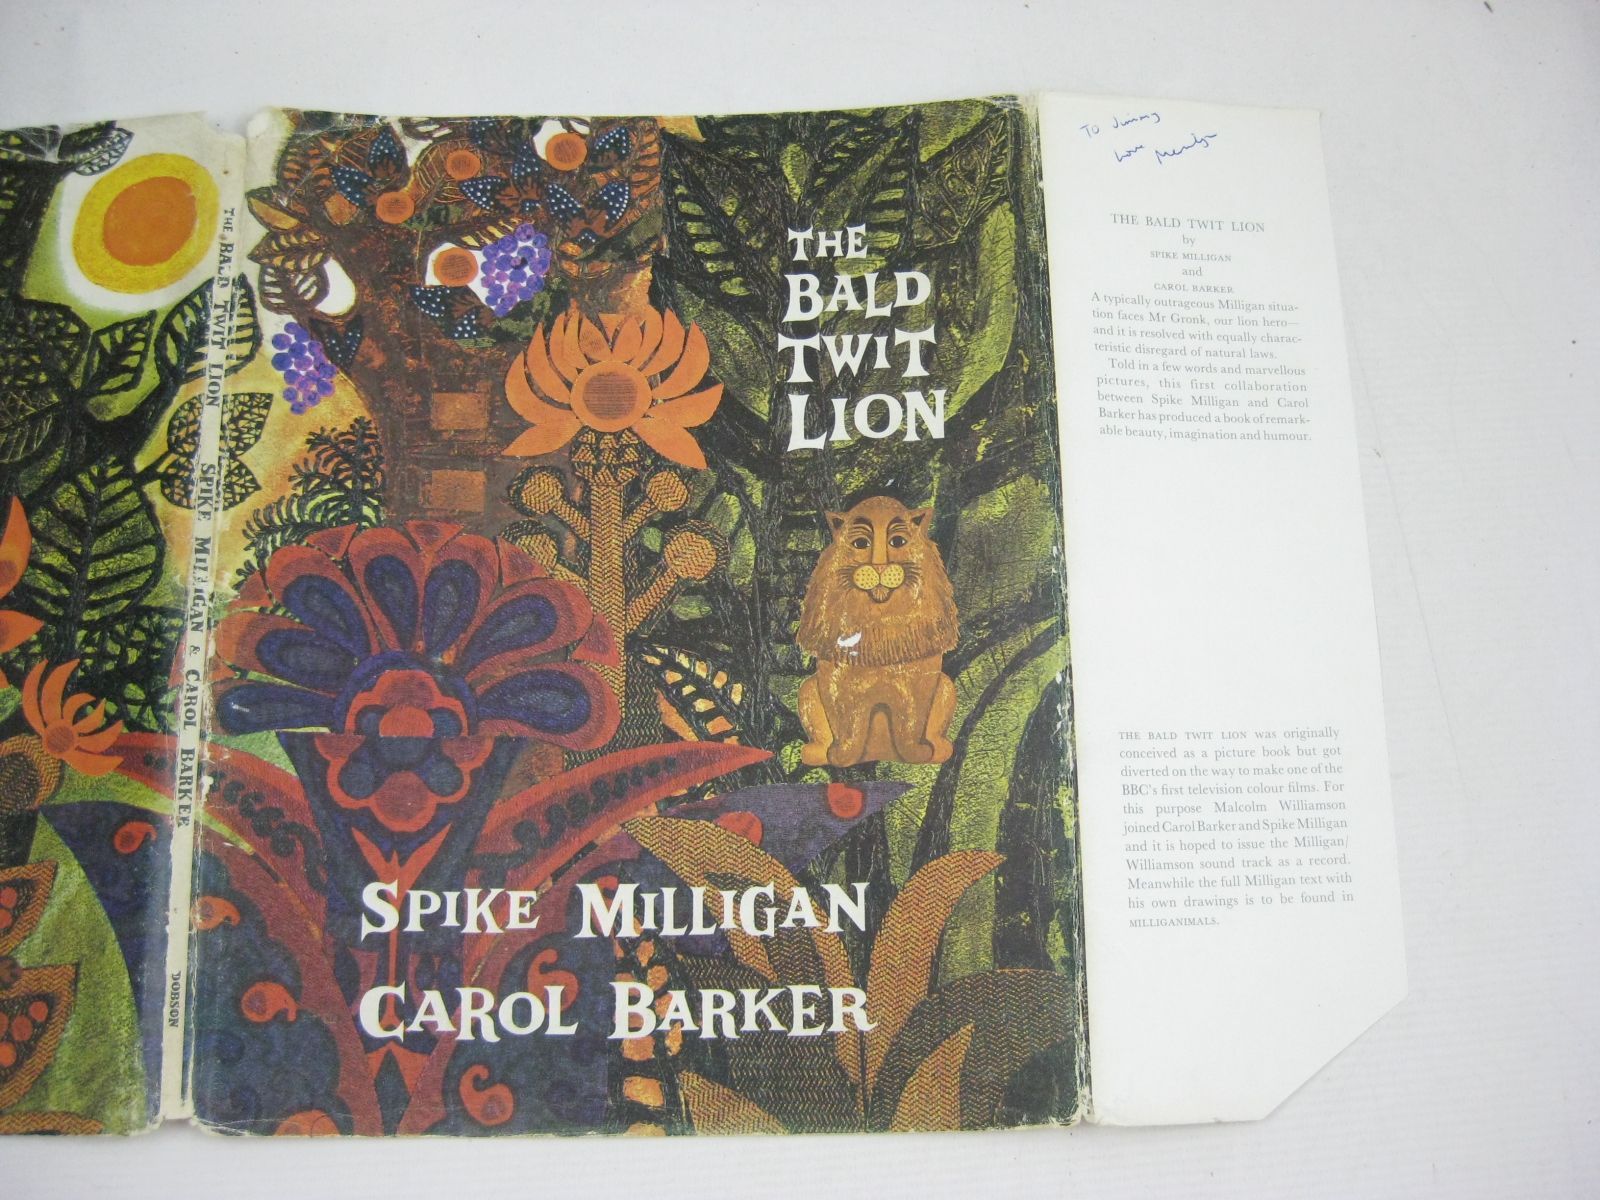 THE BALD TWIT LION SPIKE MILLIGAN & CAROL BARKER DOBSON
THE
BALD
TWIT
LION
SPIKE MILLIGAN
CAROL BARKER
To Jimmy
love
THE BALD TWIT LION
by
SPIKE MILLIGAN
and
CAROL BARKER
A typically outrageous Milligan situa-
tion faces Mr Gronk, our lion hero—
and it is resolved with equally charac-
teristic disregard of natural laws.
Told in a few words and marvellous
pictures, this first collaboration
between Spike Milligan and Carol
Barker has produced a book of remark-
able beauty, imagination and humour.
THE BALD TWIT LION was originally
conceived as a picture book but got
diverted on the way to make one of the
BBC's first television colour films. For
this purpose Malcolm Williamson
joined Carol Barker and Spike Milligan
and it is hoped to issue the Milligan/
Williamson sound track as a record.
Meanwhile the full Milligan text with
his own drawings is to be found in
MILLIGANIMALS.